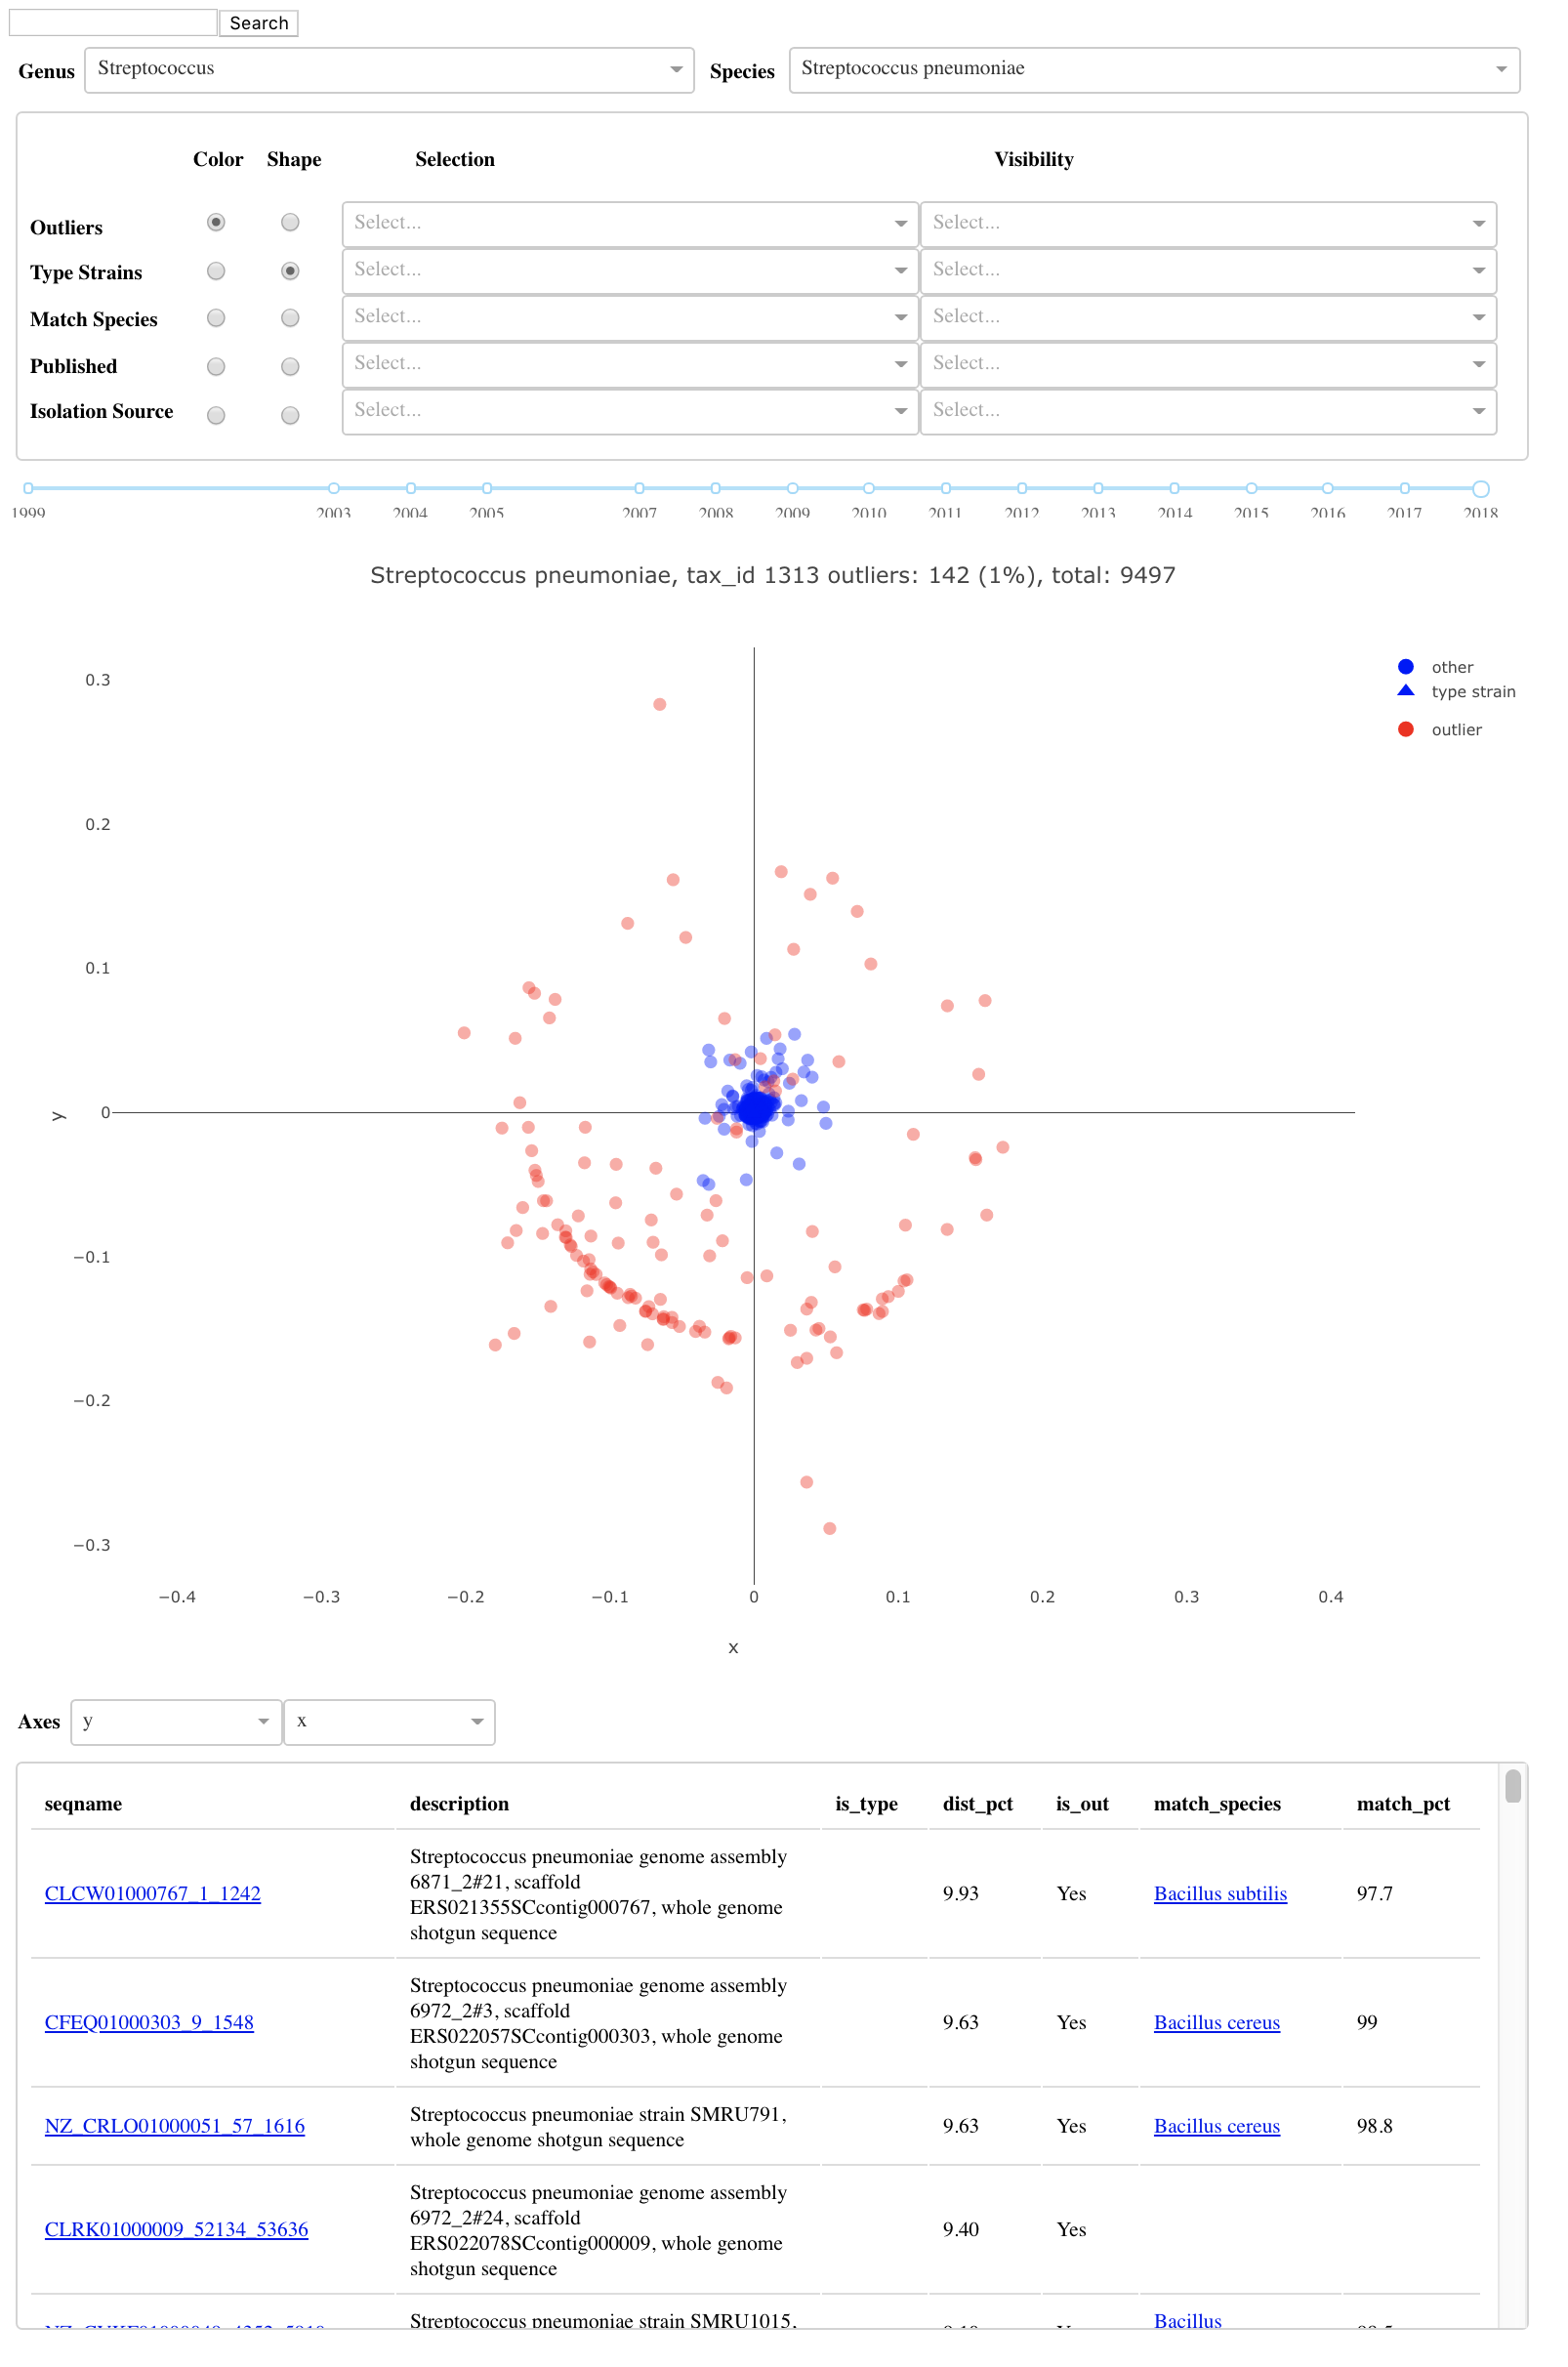 Search
Genus Streptococcus Species Streptococcus pneumoniae
Color Shape Selection Visibility
Outliers Select... Select...
Type Strains Select... Select...
Match Species Select... Select...
Published Select... Select...
Isolation Source Select... Select...
1999 2003 2004 2005 2007 2008 2009 2010 2011 2012 2013 2014 2015 2016 2017 2018
Streptococcus pneumoniae, tax_id 1313 outliers: 142 (1%), total: 9497
other
type strain
outlier
0.3
0.2
0.1
0
−0.1
−0.2
−0.3
y
−0.4 −0.3 −0.2 −0.1 0 0.1 0.2 0.3 0.4
x
Axes y x
seqname description is_type dist_pct is_out match_species match_pct
Streptococcus pneumoniae genome assembly
6871_2#21, scaffold
CLCW01000767_1_1242 9.93 Yes Bacillus subtilis 97.7
ERS021355SCcontig000767, whole genome
shotgun sequence
Streptococcus pneumoniae genome assembly
6972_2#3, scaffold
CFEQ01000303_9_1548 9.63 Yes Bacillus cereus 99
ERS022057SCcontig000303, whole genome
shotgun sequence
Streptococcus pneumoniae strain SMRU791,
NZ_CRLO01000051_57_1616 9.63 Yes Bacillus cereus 98.8
whole genome shotgun sequence
Streptococcus pneumoniae genome assembly
6972_2#24, scaffold
CLRK01000009_52134_53636 9.40 Yes
ERS022078SCcontig000009, whole genome
shotgun sequence
Streptococcus pneumoniae strain SMRU1015, Bacillus